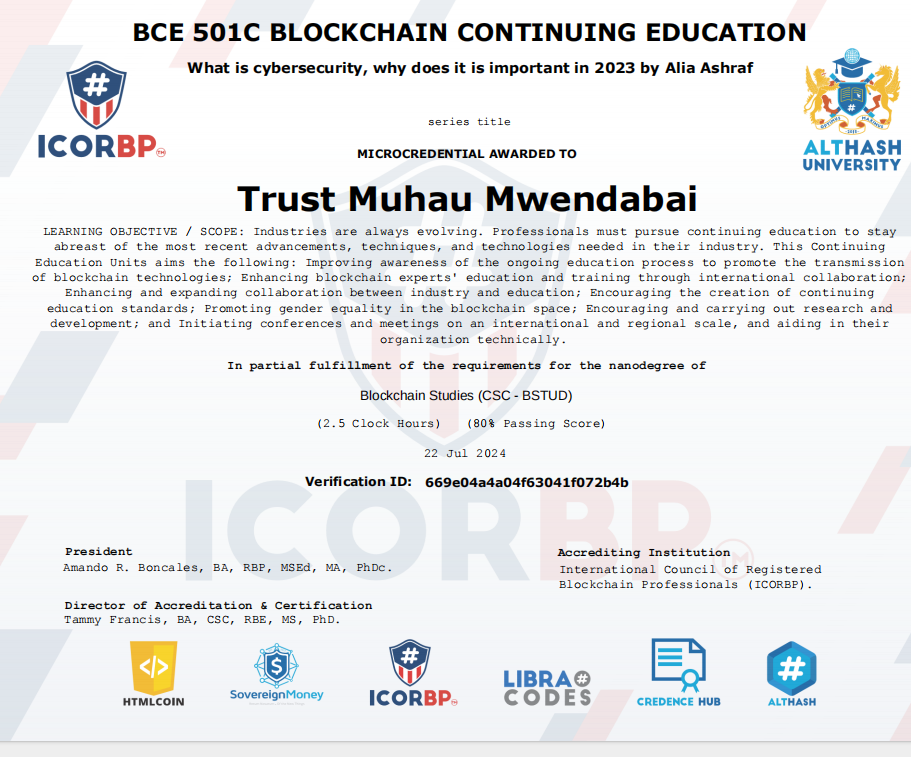 BCE 501C BLOCKCHAIN CONTINUING EDUCATION
What is cybersecurity, why does it is important in 2023 by Alia Ashraf
#
ICORBP TM
OPTIMUS MAXIMUS
2018
ALTHASH
UNIVERSITY
series title
MICROCREDENTIAL AWARDED TO
Trust Muhau Mwendabai
LEARNING OBJECTIVE / SCOPE: Industries are always evolving. Professionals must pursue continuing education to stay
abreast of the most recent advancements, techniques, and technologies needed in their industry. This Continuing
Education Units aims the following: Improving awareness of the ongoing education process to promote the transmission
of blockchain technologies; Enhancing blockchain experts' education and training through international collaboration;
Enhancing and expanding collaboration between industry and education; Encouraging the creation of continuing
education standards; Promoting gender equality in the blockchain space; Encouraging and carrying out research and
development; and Initiating conferences and meetings on an international and regional scale, and aiding in their
organization technically.
In partial fulfillment of the requirements for the nanodegree of
Blockchain Studies (CSC - BSTUD)
(2.5 Clock Hours) (80% Passing Score)
22 Jul 2024
Verification ID: 669e04a4a04f63041f072b4b
ICORBP TM
President
Amando R. Boncales, BA, RBP, MSEd, MA, PhDc.
Accrediting Institution
International Council of Registered
Blockchain Professionals (ICORBP).
Director of Accreditation & Certification
Tammy Francis, BA, CSC, RBE, MS, PhD.
</> HTMLCOIN
$ SovereignMoney
# ICORBP TM
LIBRA# CODES
CREDENCE HUB
# ALTHASH